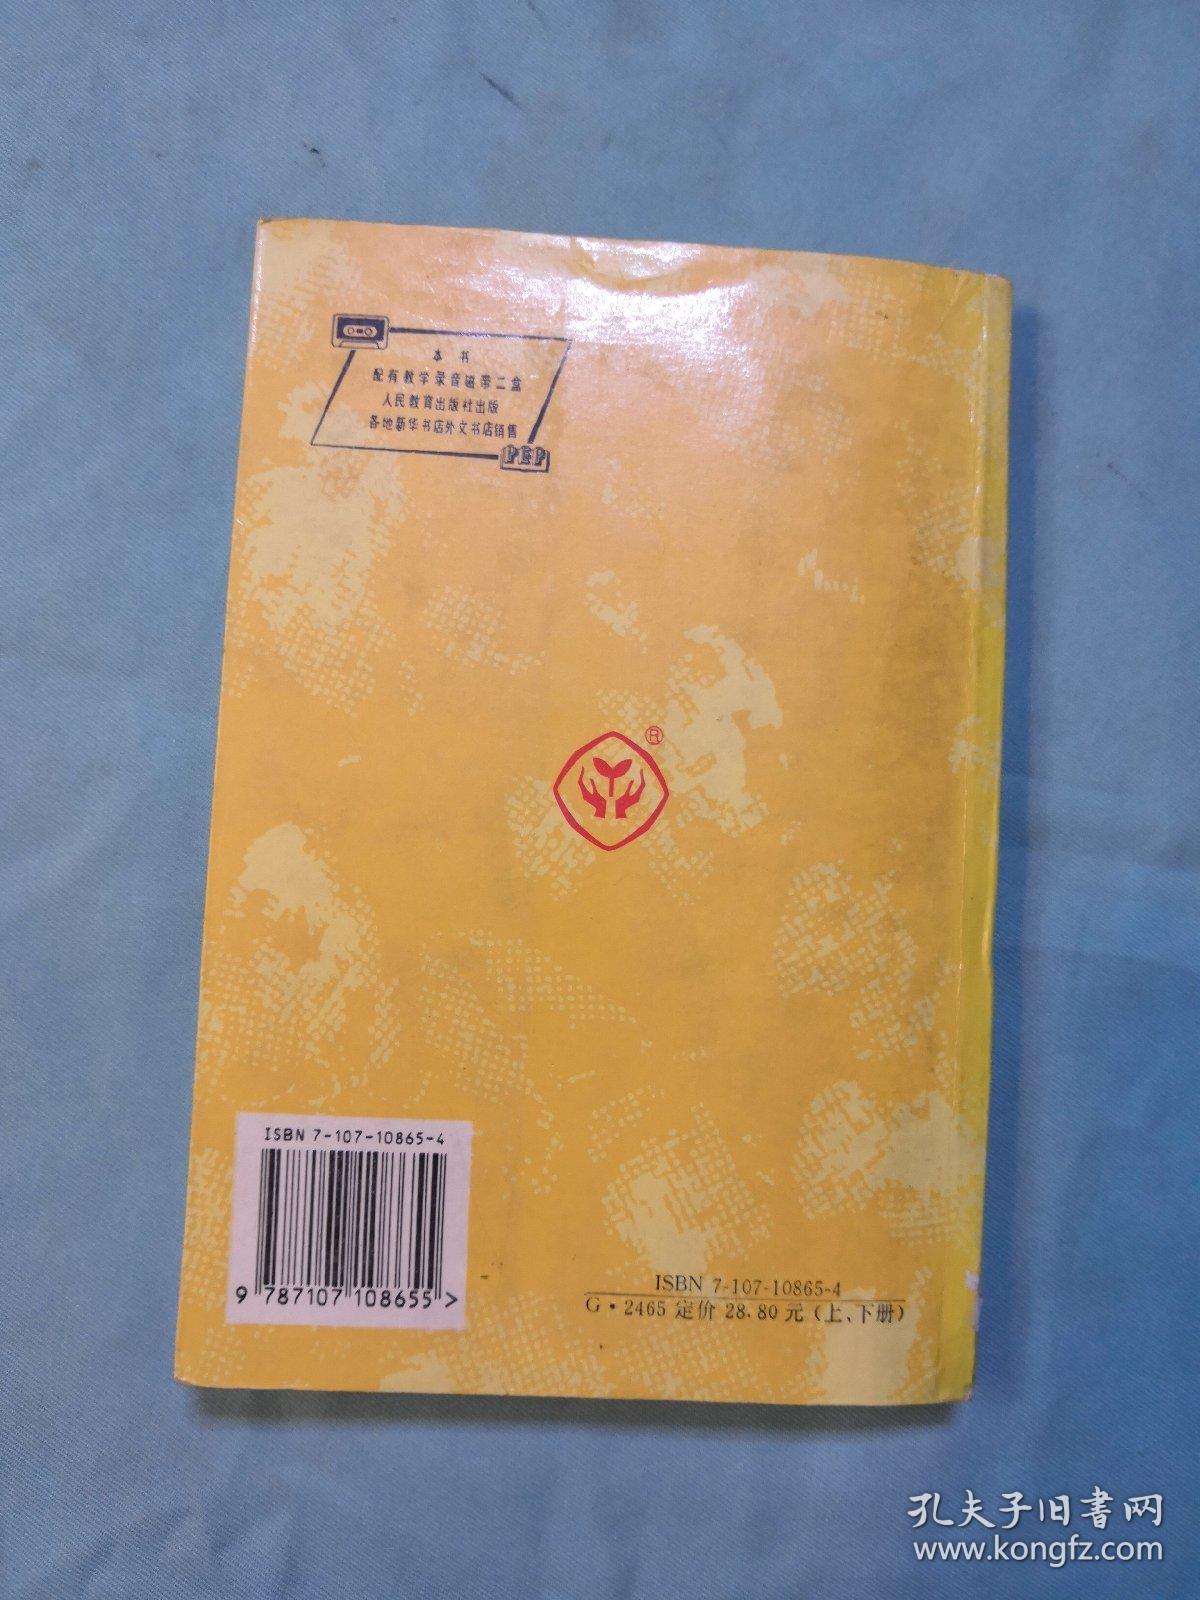 本书
配有教学录音磁带二盒
人民教育出版社出版
各地新华书店外文书店销售
PEP
®
ISBN 7-107-10865-4
9 787107 108655 >
ISBN 7-107-10865-4
G·2465 定价 28.80元(上、下册)
孔夫子旧书网
www.kongfz.com